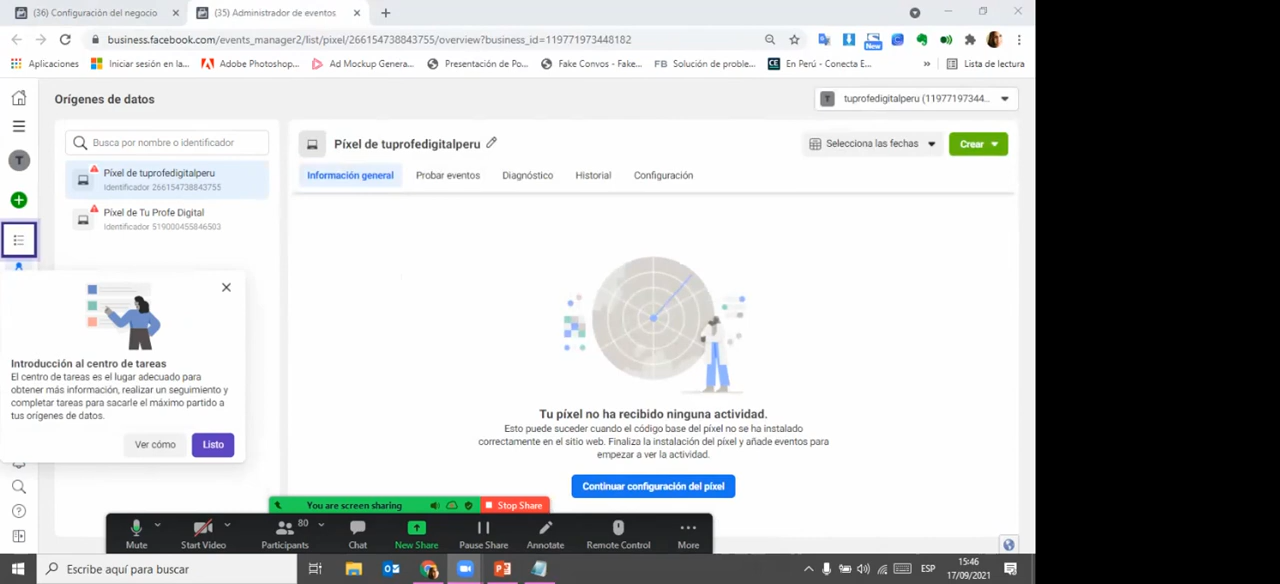 (36) Configuración del negocio
(35) Administrador de eventos
business.facebook.com/events_manager2/list/pixel/266154738843755/overview?business_id=119771973448182
New
Aplicaciones
Iniciar sesión en la...
Adobe Photoshop...
Ad Mockup Genera...
Presentación de Po...
Fake Convos - Fake...
FB Solución de proble...
CE En Perú - Conecta E...
»
Lista de lectura
Orígenes de datos
T tuprofedigitalperu (11977197344...
Busca por nombre o identificador
Píxel de tuprofedigitalperu
Selecciona las fechas
Crear
T
Píxel de tuprofedigitalperu
Identificador 266154738843755
Información general
Probar eventos
Diagnóstico
Historial
Configuración
Píxel de Tu Profe Digital
Identificador 519000455846503
Introducción al centro de tareas
El centro de tareas es el lugar adecuado para
obtener más información, realizar un seguimiento y
completar tareas para sacarle el máximo partido a
tus orígenes de datos.
Ver cómo
Listo
Tu píxel no ha recibido ninguna actividad.
Esto puede suceder cuando el código base del píxel no se ha instalado
correctamente en el sitio web. Finaliza la instalación del píxel y añade eventos para
empezar a ver la actividad.
Continuar configuración del píxel
You are screen sharing
Stop Share
80
Mute
Start Video
Participants
Chat
New Share
Pause Share
Annotate
Remote Control
More
Escribe aquí para buscar
ESP
15:46
17/09/2021